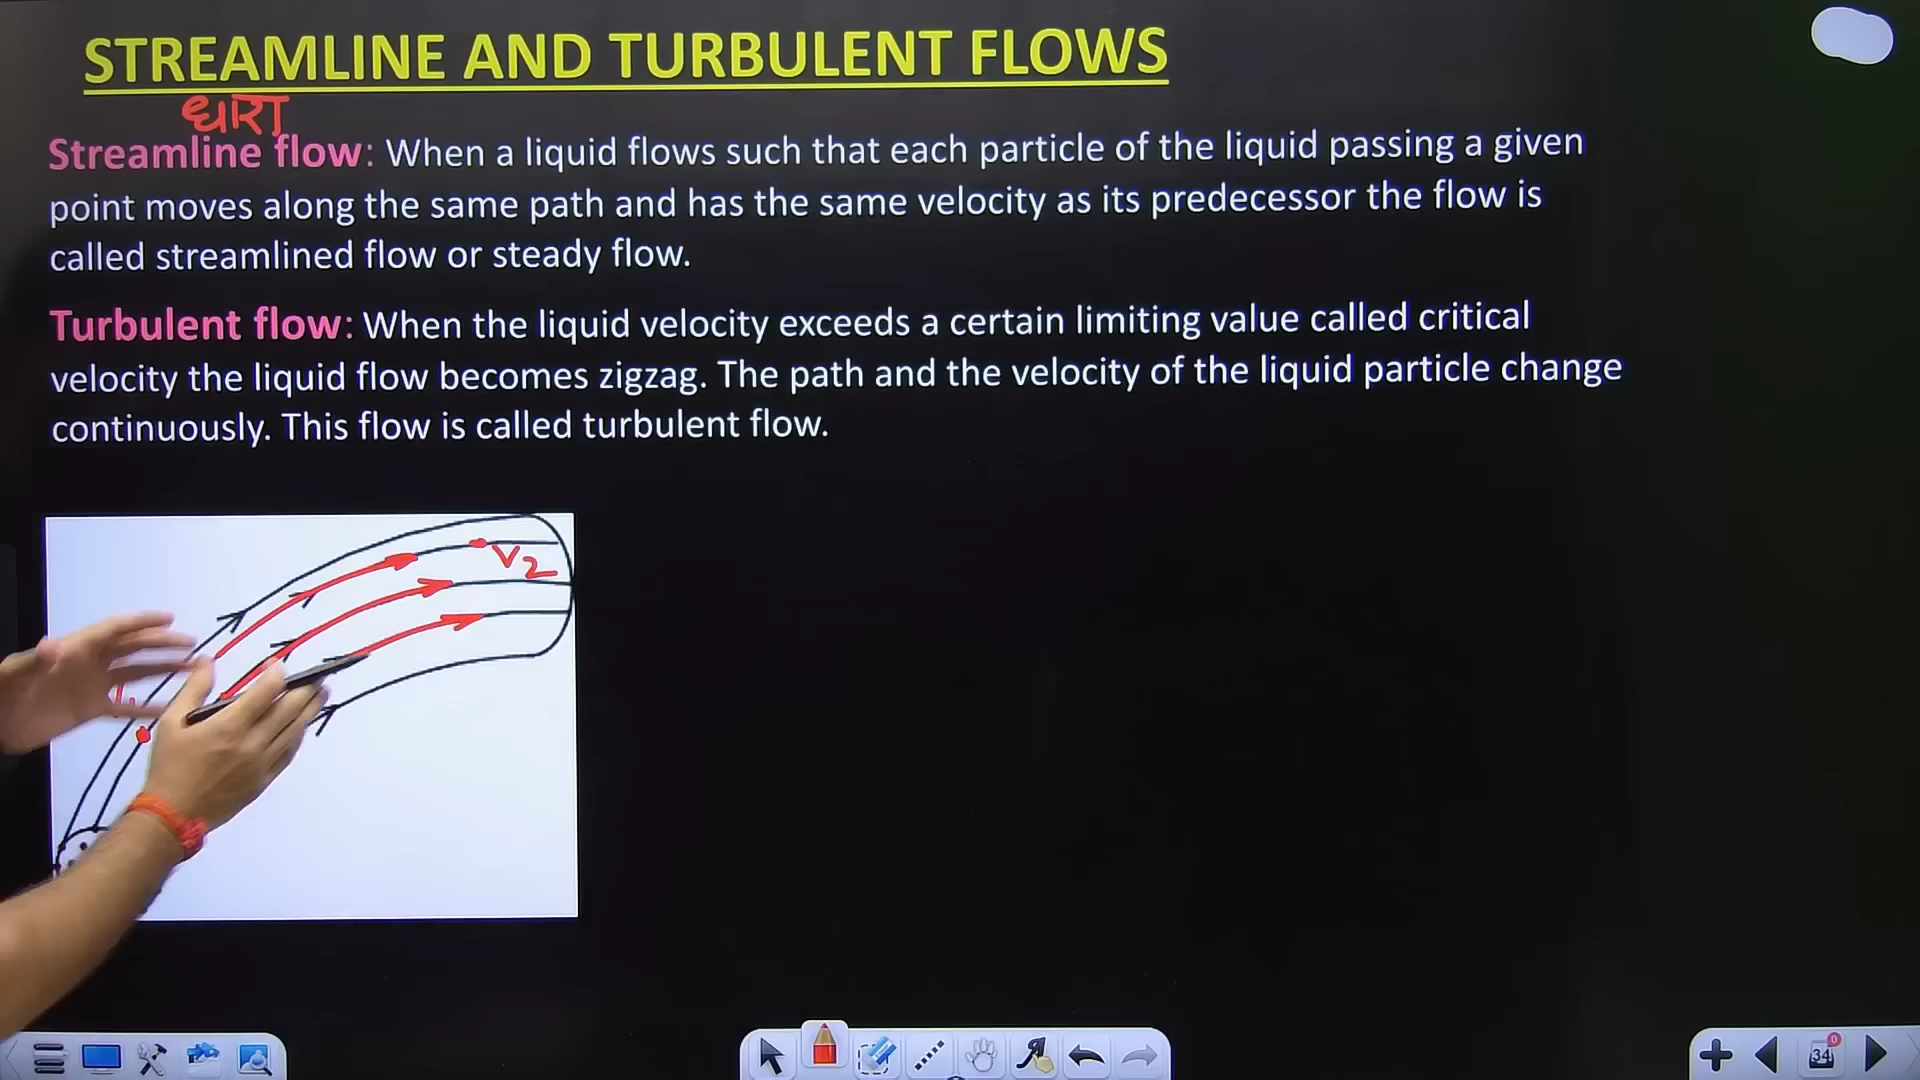 STREAMLINE AND TURBULENT FLOWS
धारा
Streamline flow: When a liquid flows such that each particle of the liquid passing a given
point moves along the same path and has the same velocity as its predecessor the flow is
called streamlined flow or steady flow.
Turbulent flow: When the liquid velocity exceeds a certain limiting value called critical
velocity the liquid flow becomes zigzag. The path and the velocity of the liquid particle change
continuously. This flow is called turbulent flow.
V2
34
0